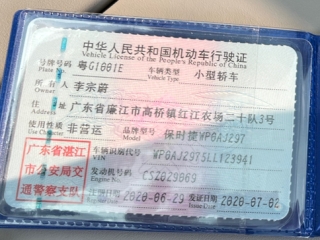 中华人民共和国机动车行驶证
Vehicle License of the People's Republic of China
号牌号码 粤G1001E 车辆类型 小型轿车
Plate No. Vehicle Type
所有人 李宗蔚
Owner
住址 广东省廉江市高桥镇红江农场二十队3号
Address
使用性质 非营运 品牌型号 保时捷WP0AJ297
Use Character Model
广东省湛江
市公安局交
通警察支队
车辆识别代号 WP0AJZ975LL123941
VIN
发动机号码 CSZ029869
Engine No.
注册日期 2020-06-29 发证日期 2020-07-02
Issue Date